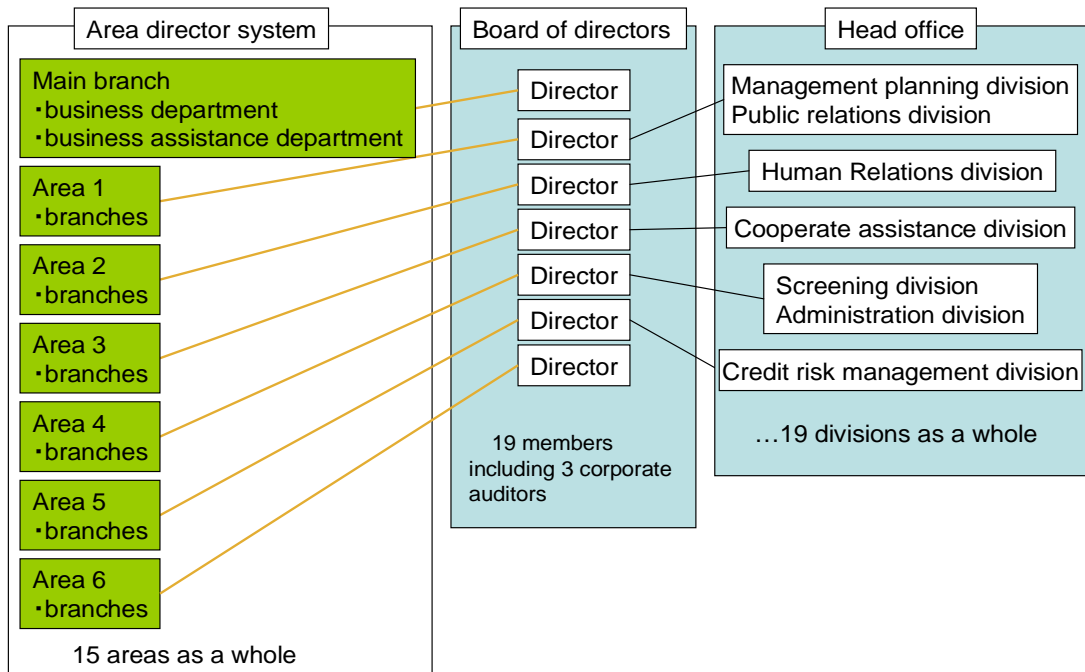 Area director system
Main branch
・business department
・business assistance department
Area 1
・branches
Area 2
・branches
Area 3
・branches
Area 4
・branches
Area 5
・branches
Area 6
・branches
15 areas as a whole
Board of directors
Director
Director
Director
Director
Director
Director
Director
19 members
including 3 corporate
auditors
Head office
Management planning division
Public relations division
Human Relations division
Cooperate assistance division
Screening division
Administration division
Credit risk management division
…19 divisions as a whole